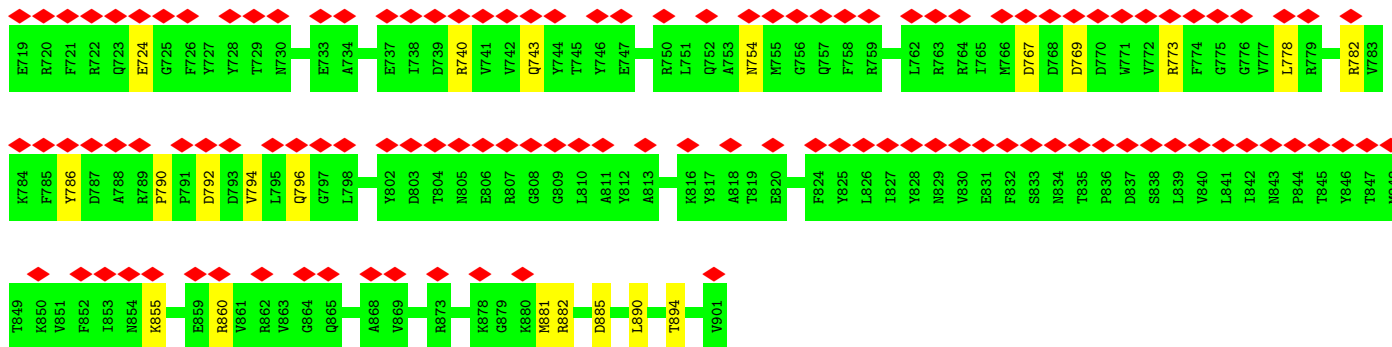 E719 R720 F721 R722 Q723 E724 G725 F726 Y727 Y728 T729 N730 E733 A734 E737 I738 D739 R740 V741 V742 Q743 Y744 T745 Y746 E747 R750 L751 Q752 A753 N754 M755 G756 Q757 F758 R759 L762 R763 R764 I765 M766 D767 D768 D769 D770 W771 V772 R773 F774 G775 G776 V777 L778 R779 R782 V783
K784 F785 Y786 D787 A788 R789 P790 P791 D792 D793 V794 L795 Q796 G797 L798 Y802 D803 T804 N805 E806 R807 G808 G809 L810 A811 Y812 A813 K816 Y817 A818 T819 E820 F824 Y825 L826 I827 Y828 N829 V830 E831 F832 S833 N834 T835 P836 D837 S838 L839 V840 L841 I842 N843 P844 T845 Y846 T847
T849 K850 V851 F852 I853 N854 K855 E859 R860 V861 R862 V863 G864 Q865 A868 V869 R873 K878 G879 K880 M881 R882 D885 L890 T894 V901